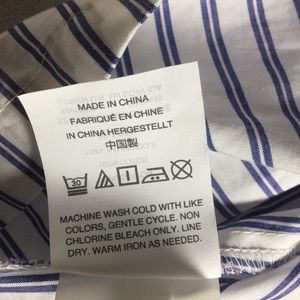 MADE IN CHINA
FABRIQUÉ EN CHINE
IN CHINA HERGESTELLT
中国製
30
MACHINE WASH COLD WITH LIKE
COLORS, GENTLE CYCLE. NON
CHLORINE BLEACH ONLY. LINE
DRY. WARM IRON AS NEEDED.